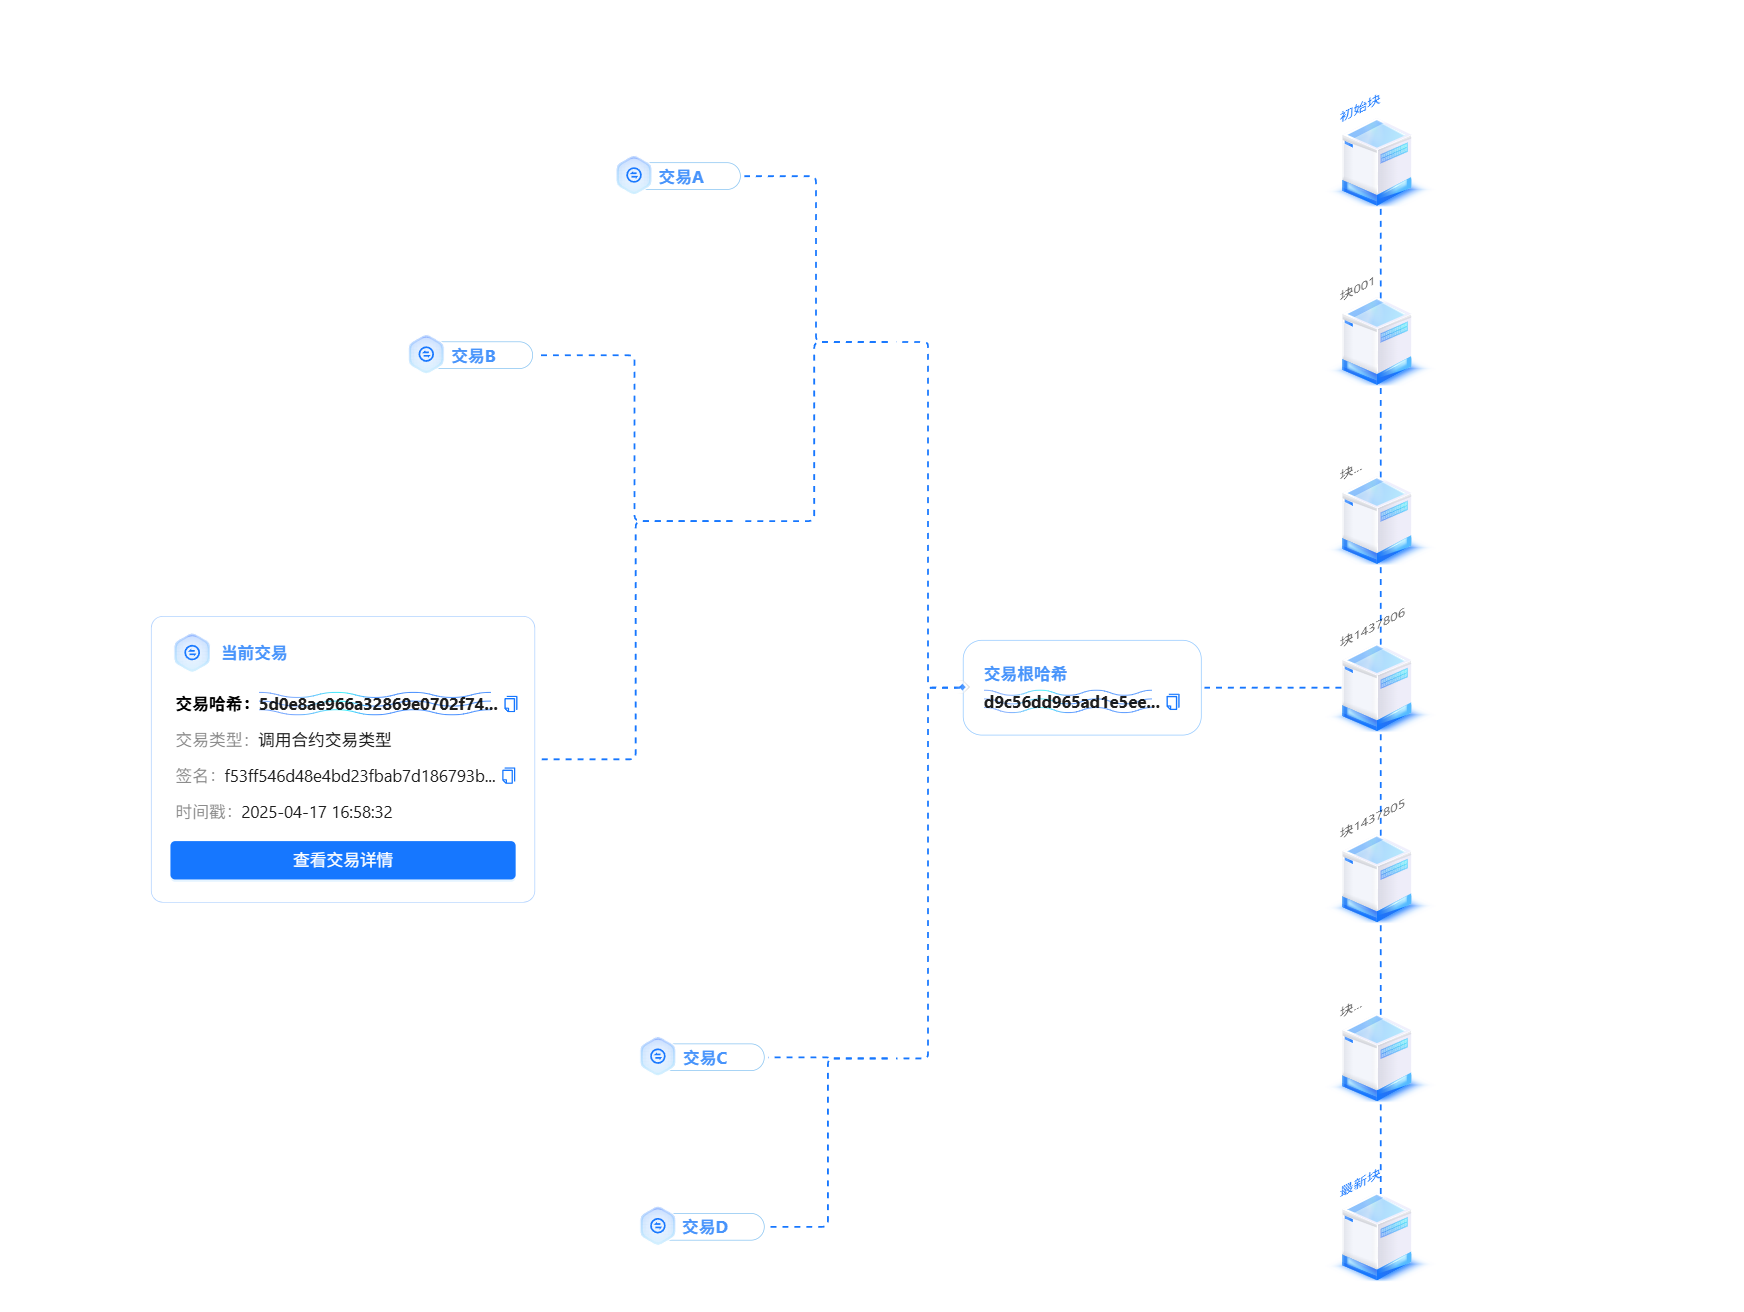 初始块
交易A
块001
交易B
块...
当前交易
交易哈希：5d0e8ae966a32869e0702f74...
交易类型：调用合约交易类型
签名：f53ff546d48e4bd23fbab7d186793b...
时间戳：2025-04-17 16:58:32
查看交易详情
交易根哈希
d9c56dd965ad1e5ee...
块1437806
块1437805
块...
交易C
交易D
最新块